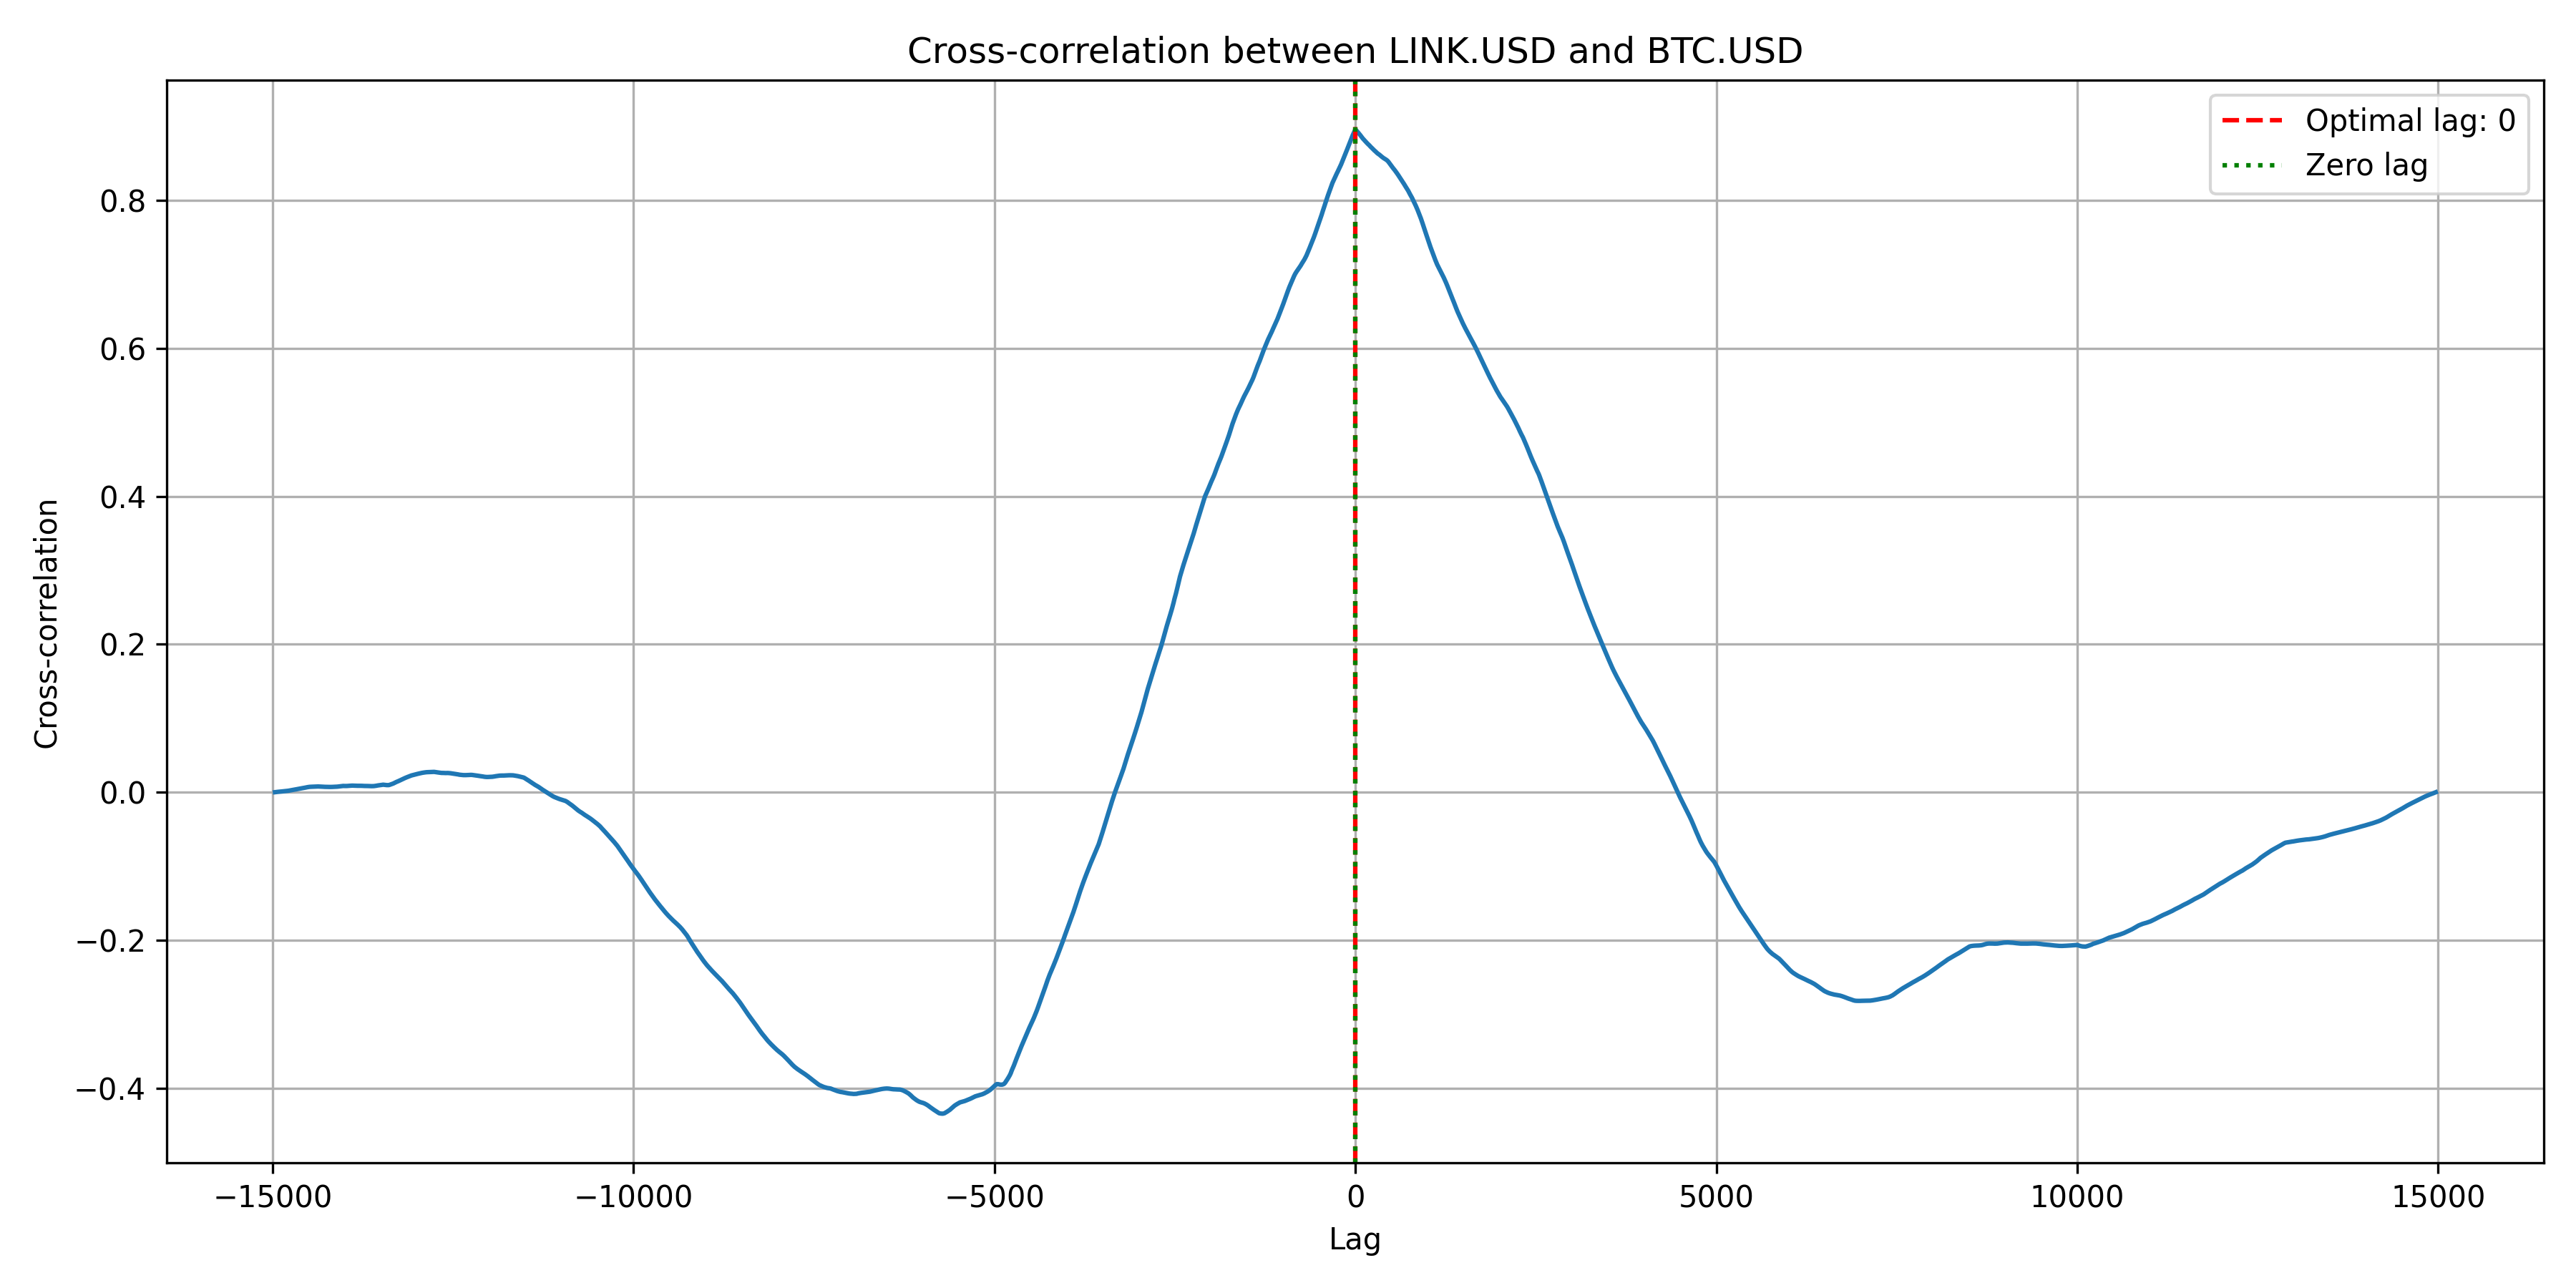 Cross-correlation between LINK.USD and BTC.USD
Optimal lag: 0
Zero lag
0.8
0.6
0.4
0.2
0.0
−0.2
−0.4
Cross-correlation
−15000
−10000
−5000
0
5000
10000
15000
Lag